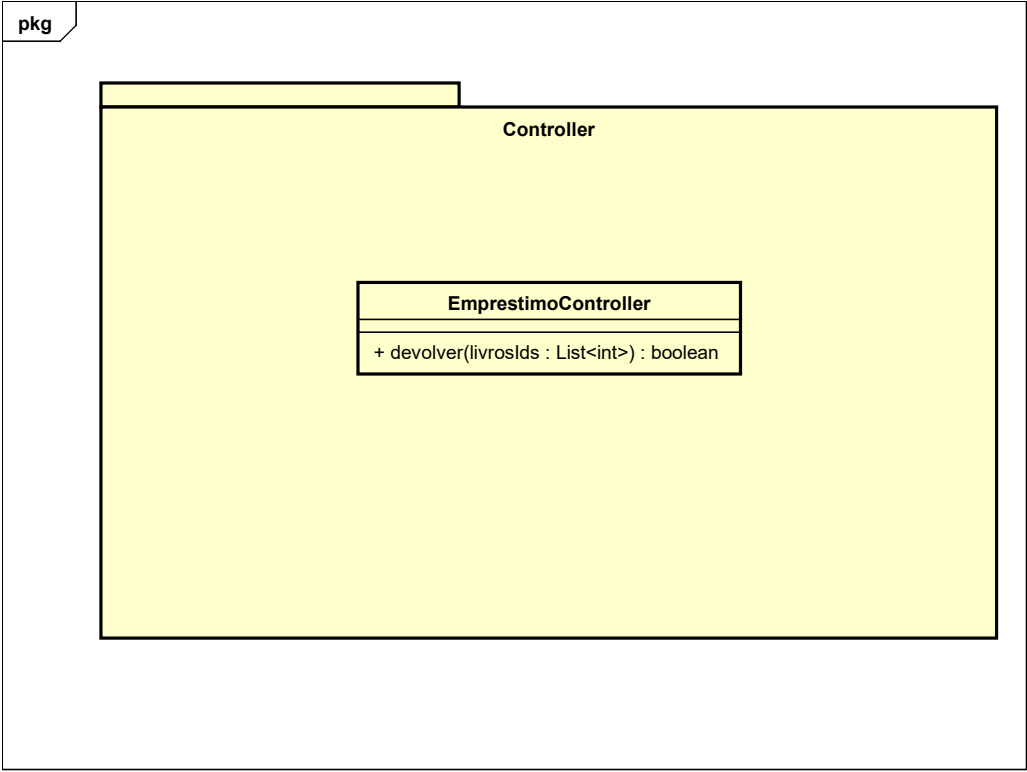 pkg
Controller
EmprestimoController
+ devolver(livrosIds : List<int>) : boolean